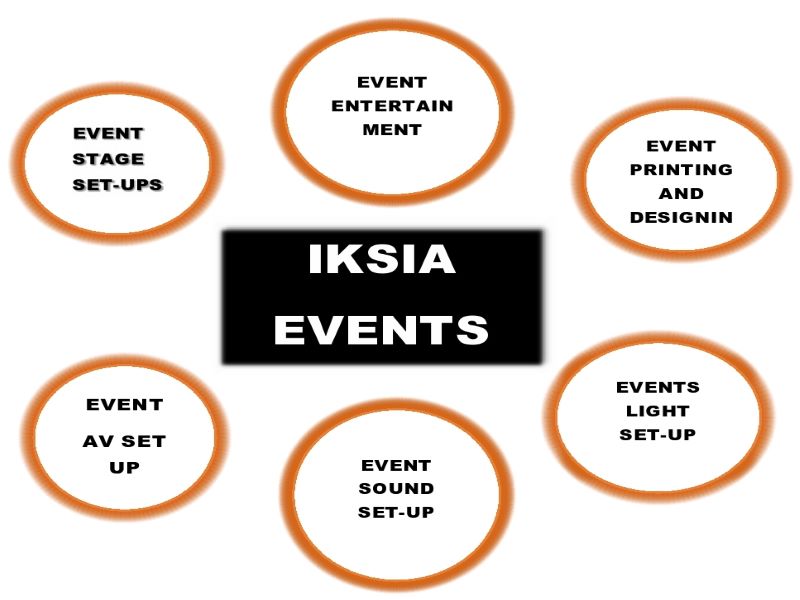 EVENT
ENTERTAIN
MENT
EVENT
STAGE
SET-UPS
EVENT
PRINTING
AND
DESIGNIN
IKSIA
EVENTS
EVENT
AV SET
UP
EVENT
SOUND
SET-UP
EVENTS
LIGHT
SET-UP